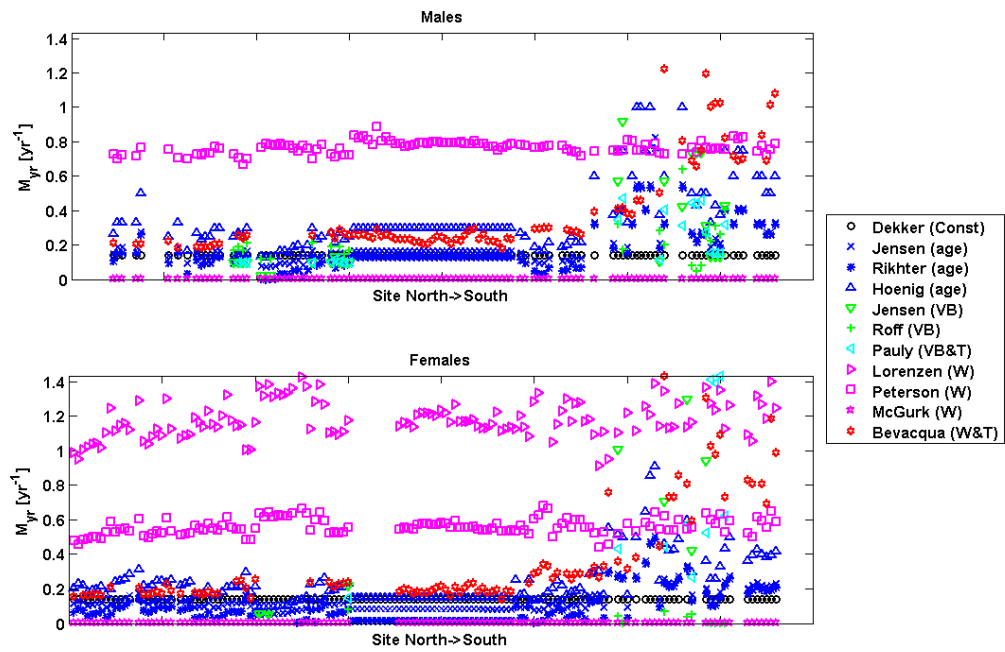 Males
1.4
1.2
1
0.8
0.6
0.4
0.2
0
M_yr [yr^-1]
Site North->South
Females
1.4
1.2
1
0.8
0.6
0.4
0.2
0
M_yr [yr^-1]
Site North->South
Dekker (Const)
Jensen (age)
Rikhter (age)
Hoenig (age)
Jensen (VB)
Roff (VB)
Pauly (VB&T)
Lorenzen (W)
Peterson (W)
McGurk (W)
Bevacqua (W&T)